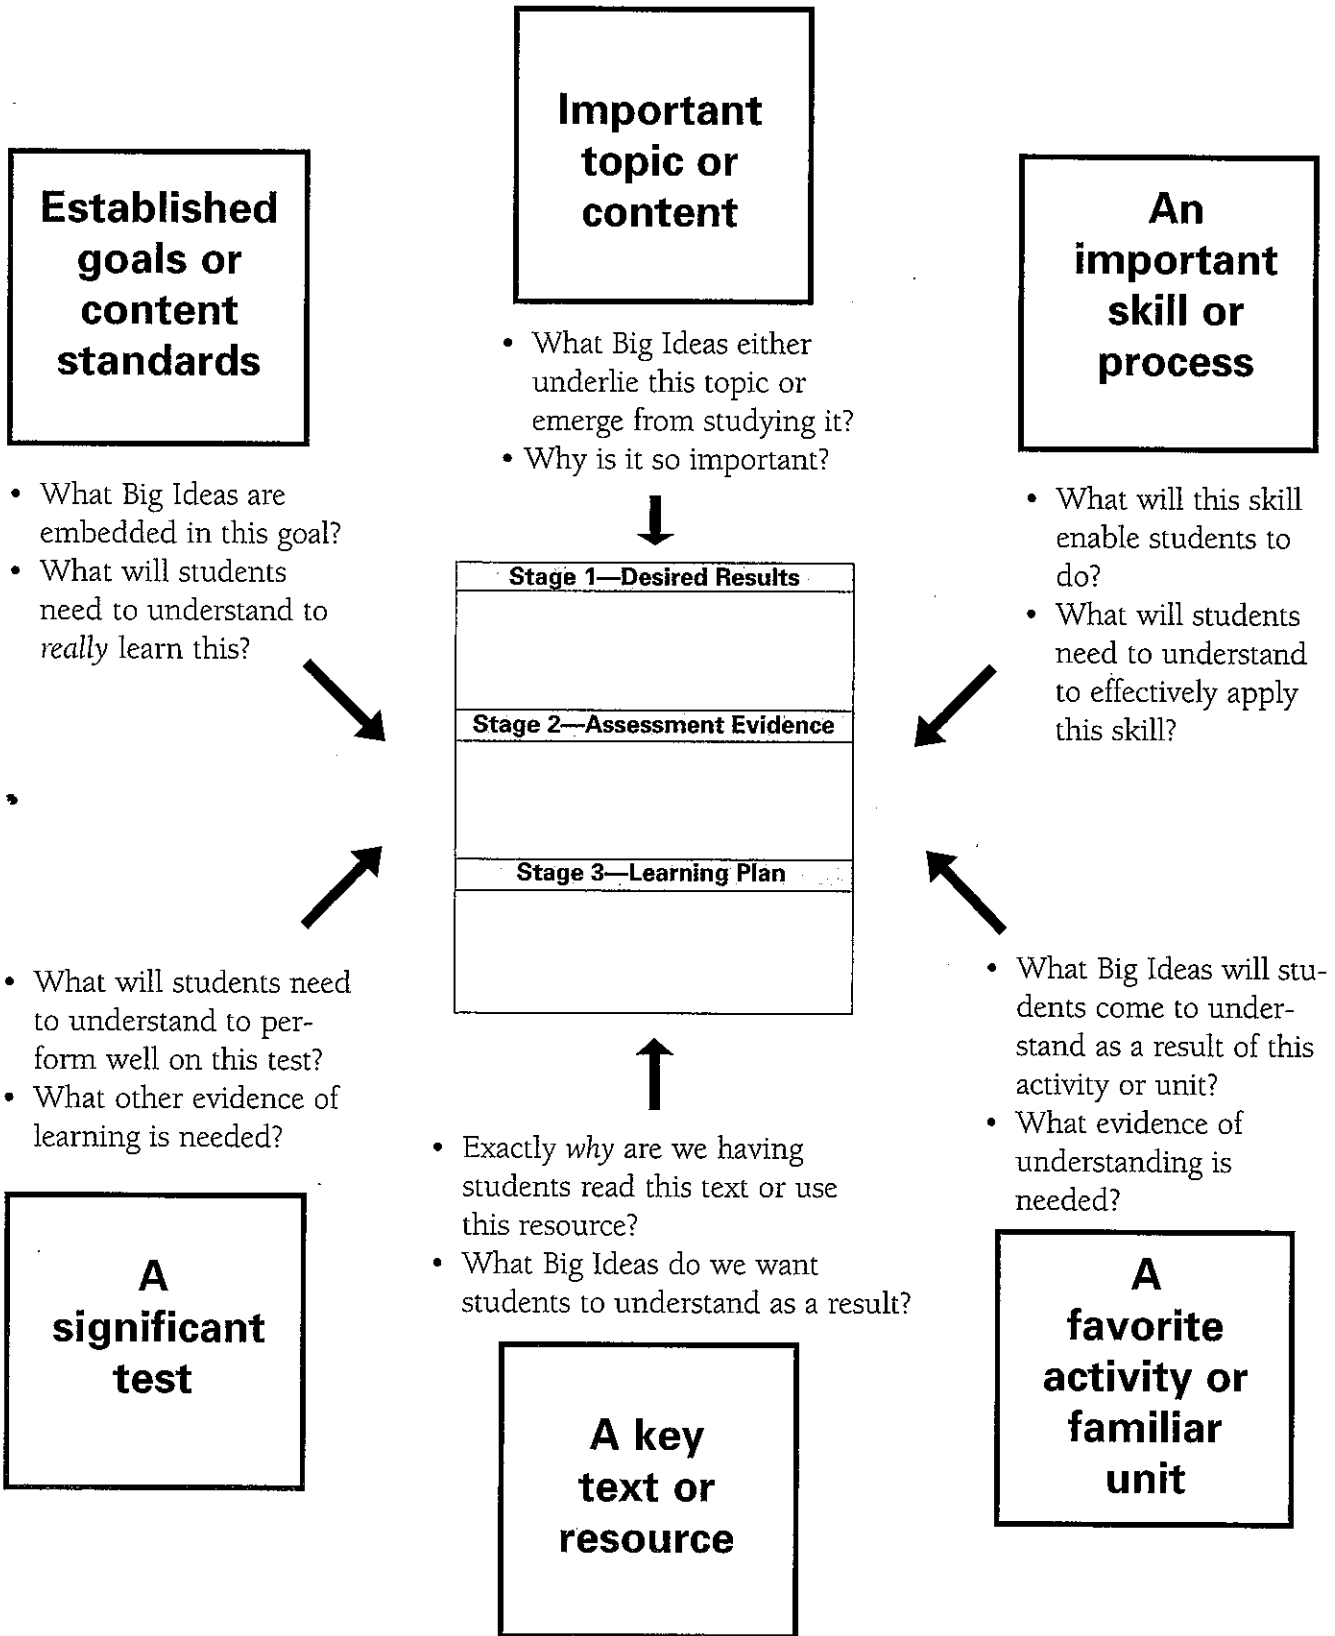 Important
topic or
content
Established
goals or
content
standards
An
important
skill or
process
• What Big Ideas either
underlie this topic or
emerge from studying it?
• Why is it so important?
• What Big Ideas are
embedded in this goal?
• What will students
need to understand to
really learn this?
• What will this skill
enable students to
do?
• What will students
need to understand
to effectively apply
this skill?
Stage 1—Desired Results
Stage 2—Assessment Evidence
Stage 3—Learning Plan
• What will students need
to understand to per-
form well on this test?
• What other evidence of
learning is needed?
• Exactly why are we having
students read this text or use
this resource?
• What Big Ideas do we want
students to understand as a result?
• What Big Ideas will stu-
dents come to under-
stand as a result of this
activity or unit?
• What evidence of
understanding is
needed?
A
significant
test
A key
text or
resource
A
favorite
activity or
familiar
unit